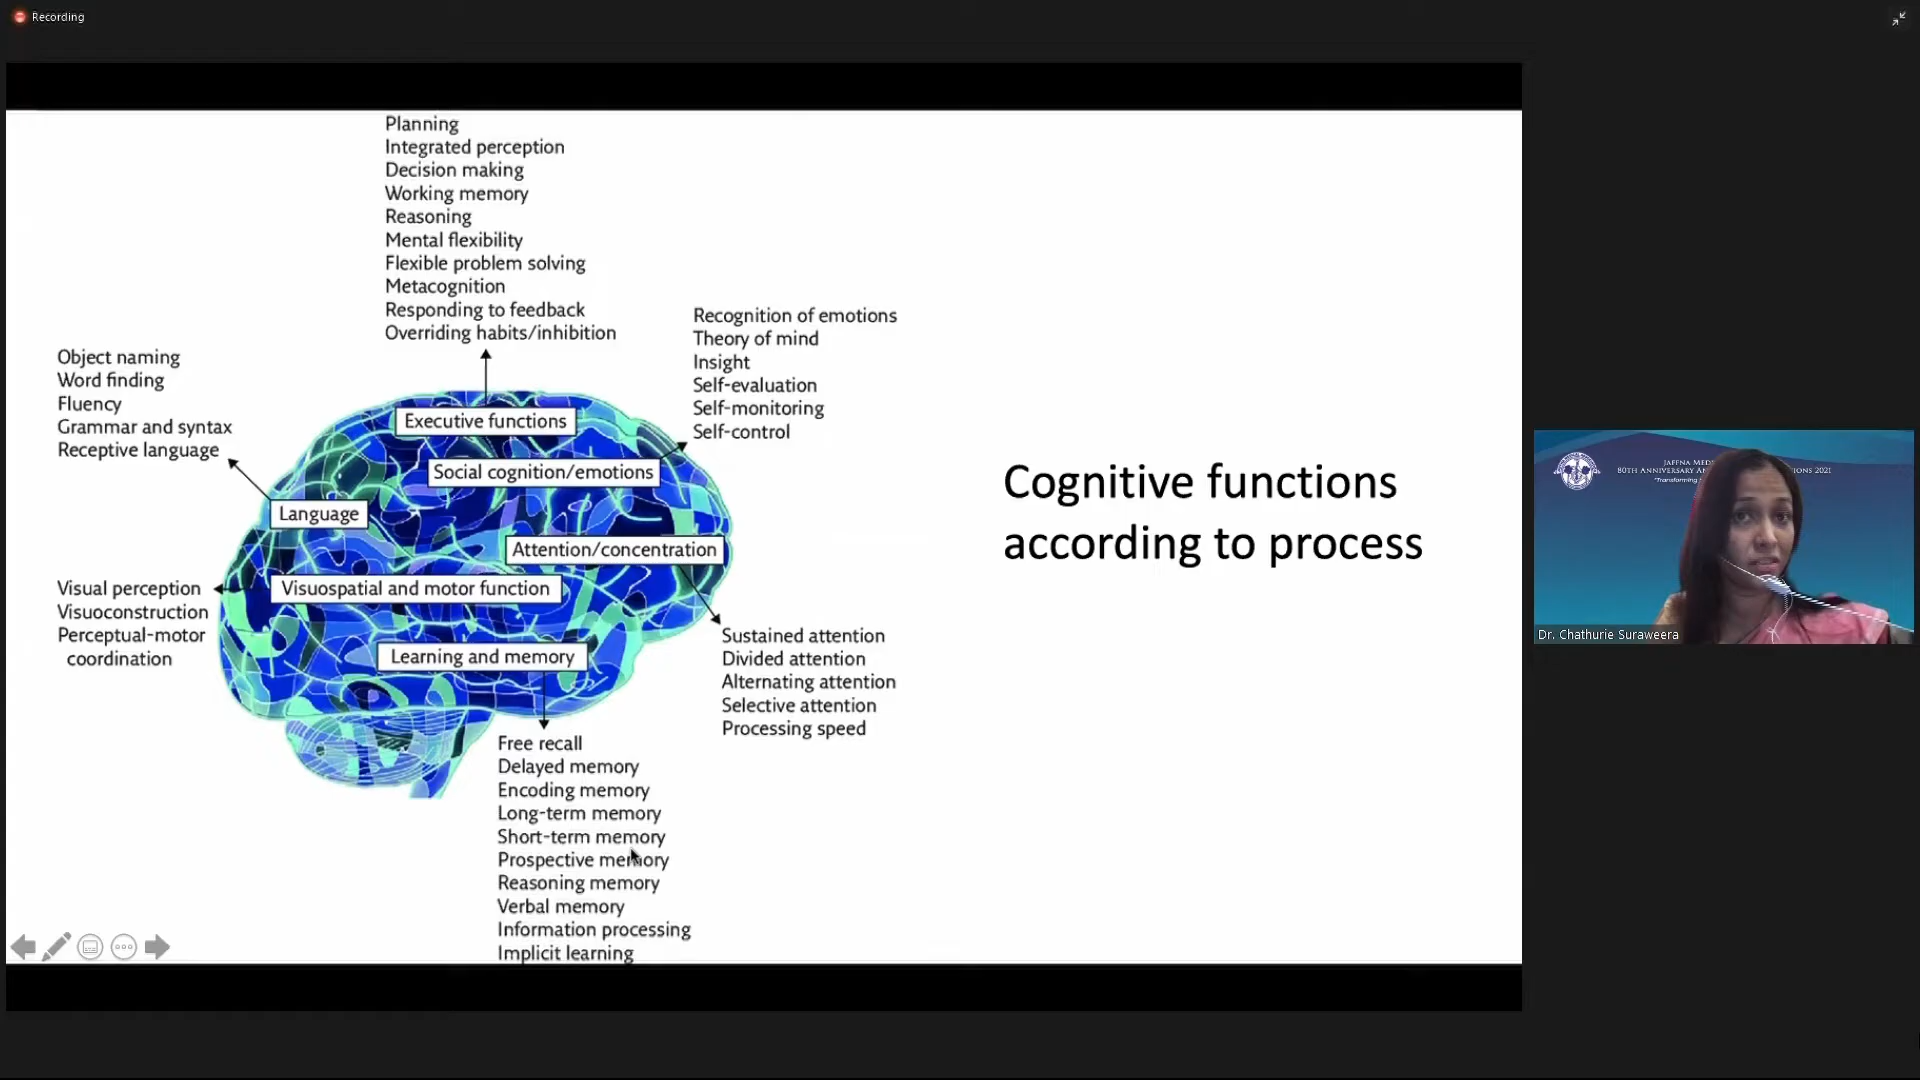 Recording
Planning
Integrated perception
Decision making
Working memory
Reasoning
Mental flexibility
Flexible problem solving
Metacognition
Responding to feedback
Overriding habits/inhibition
Recognition of emotions
Theory of mind
Insight
Self-evaluation
Self-monitoring
Self-control
Object naming
Word finding
Fluency
Grammar and syntax
Receptive language
Executive functions
Social cognition/emotions
Language
Attention/concentration
Visuospatial and motor function
Learning and memory
Visual perception
Visuoconstruction
Perceptual-motor
coordination
Sustained attention
Divided attention
Alternating attention
Selective attention
Processing speed
Free recall
Delayed memory
Encoding memory
Long-term memory
Short-term memory
Prospective memory
Reasoning memory
Verbal memory
Information processing
Implicit learning
Cognitive functions
according to process
JAFFNA
80TH ANNIVERSARY 2021
"Transforming
Dr. Chathurie Suraweera